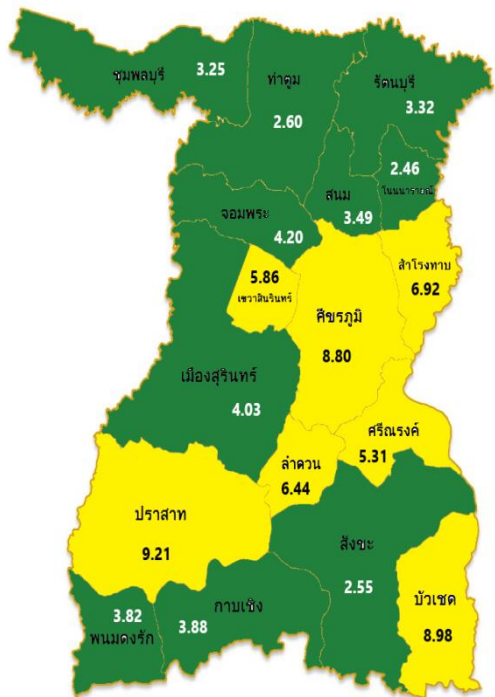 ชุมพลบุรี
3.25
ท่าตูม
2.60
รัตนบุรี
3.32
2.46
โนนนารายณ์
สนม
3.49
จอมพระ
4.20
5.86
เขวาสินรินทร์
ศีขรภูมิ
8.80
สำโรงทาบ
6.92
เมืองสุรินทร์
4.03
ศรีณรงค์
5.31
ลำดวน
6.44
ปราสาท
9.21
สังขะ
2.55
บัวเชด
8.98
3.82
พนมดงรัก
กาบเชิง
3.88